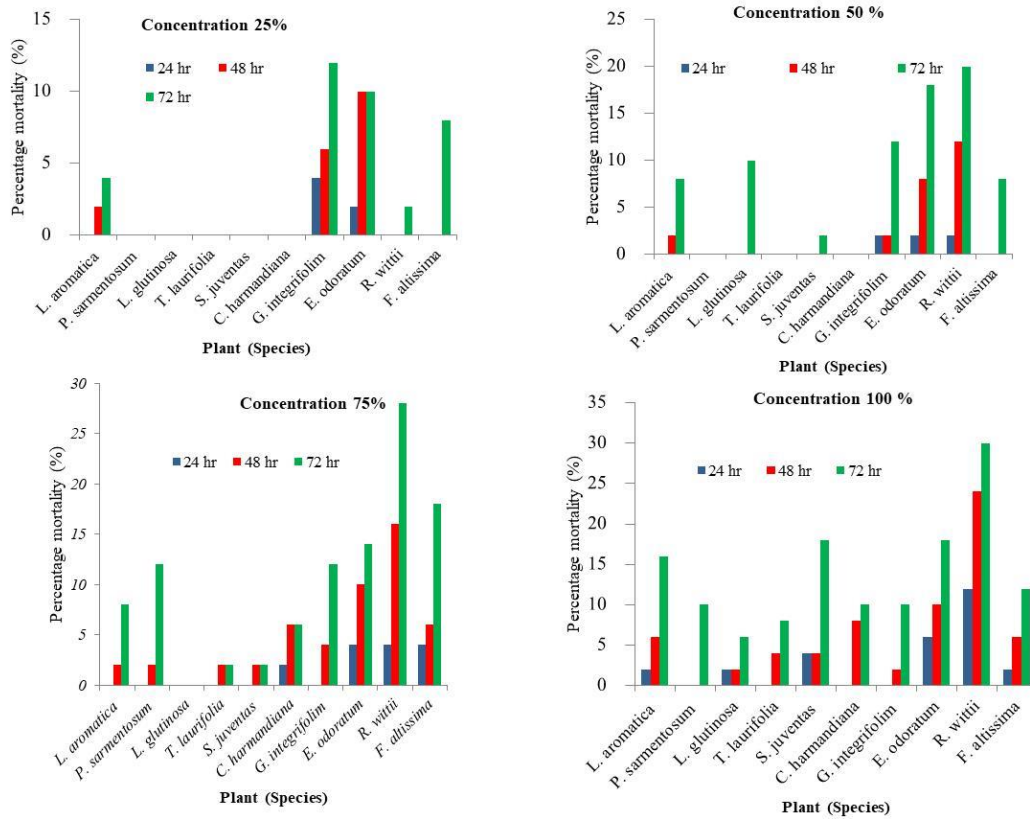 Concentration 25%
24 hr 48 hr
72 hr
Percentage mortality (%)
15
10
5
0
L. aromatica
P. sarmentosum
L. glutinosa
T. laurifolia
S. juventas
C. harmandiana
G. integrifolim
E. odoratum
R. wittii
F. altissima
Plant (Species)
Concentration 50 %
24 hr 48 hr 72 hr
Percentage mortality (%)
25
20
15
10
5
0
L. aromatica
P. sarmentosum
L. glutinosa
T. laurifolia
S. juventas
C. harmandiana
G. integrifolim
E. odoratum
R. wittii
F. altissima
Plant (Species)
Concentration 75%
24 hr 48 hr 72 hr
Percentage mortality (%)
30
25
20
15
10
5
0
L. aromatica
P. sarmentosum
L. glutinosa
T. laurifolia
S. juventas
C. harmandiana
G. integrifolim
E. odoratum
R. wittii
F. altissima
Plant (Species)
Concentration 100 %
24 hr 48 hr 72 hr
Percentage mortality (%)
35
30
25
20
15
10
5
0
L. aromatica
P. sarmentosum
L. glutinosa
T. laurifolia
S. juventas
C. harmandiana
G. integrifolim
E. odoratum
R. wittii
F. altissima
Plant (Species)